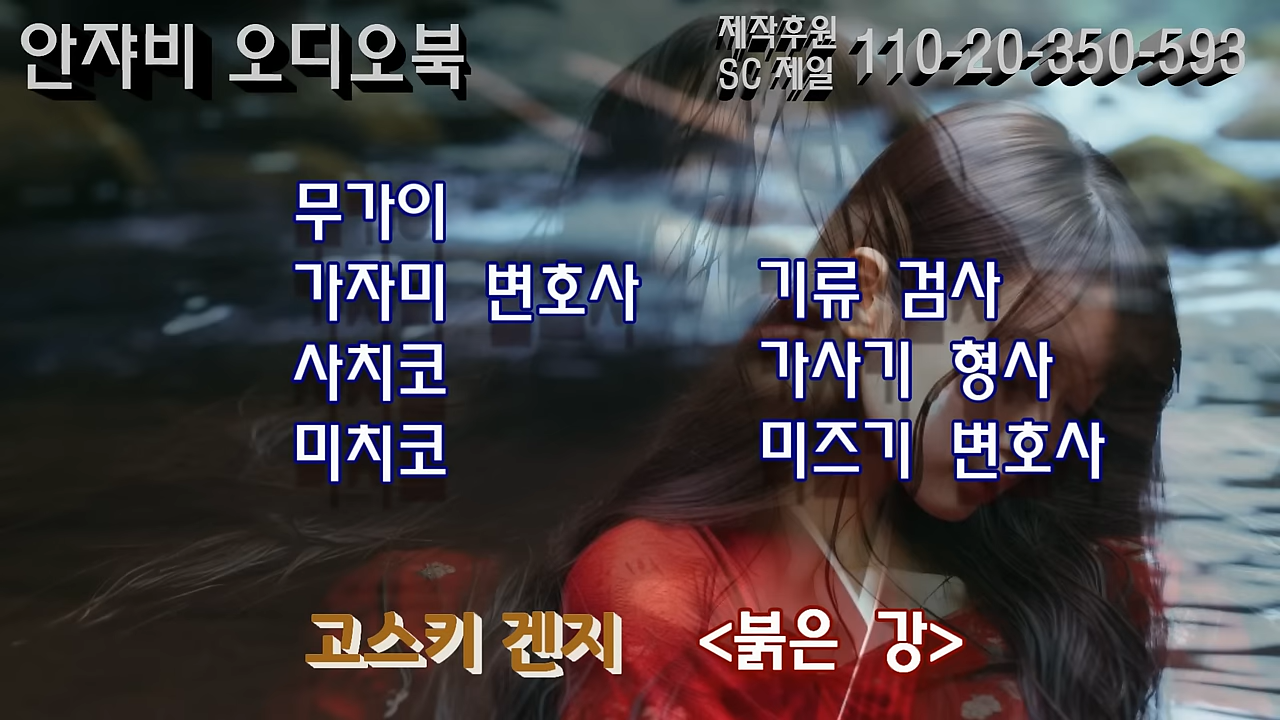 안쟈비 오디오북
제작후원
SC 제일
110-20-350-593
무가이
가자미 변호사
사치코
미치코
기류 검사
가사기 형사
미즈기 변호사
고스키 겐지
<붉은 강>